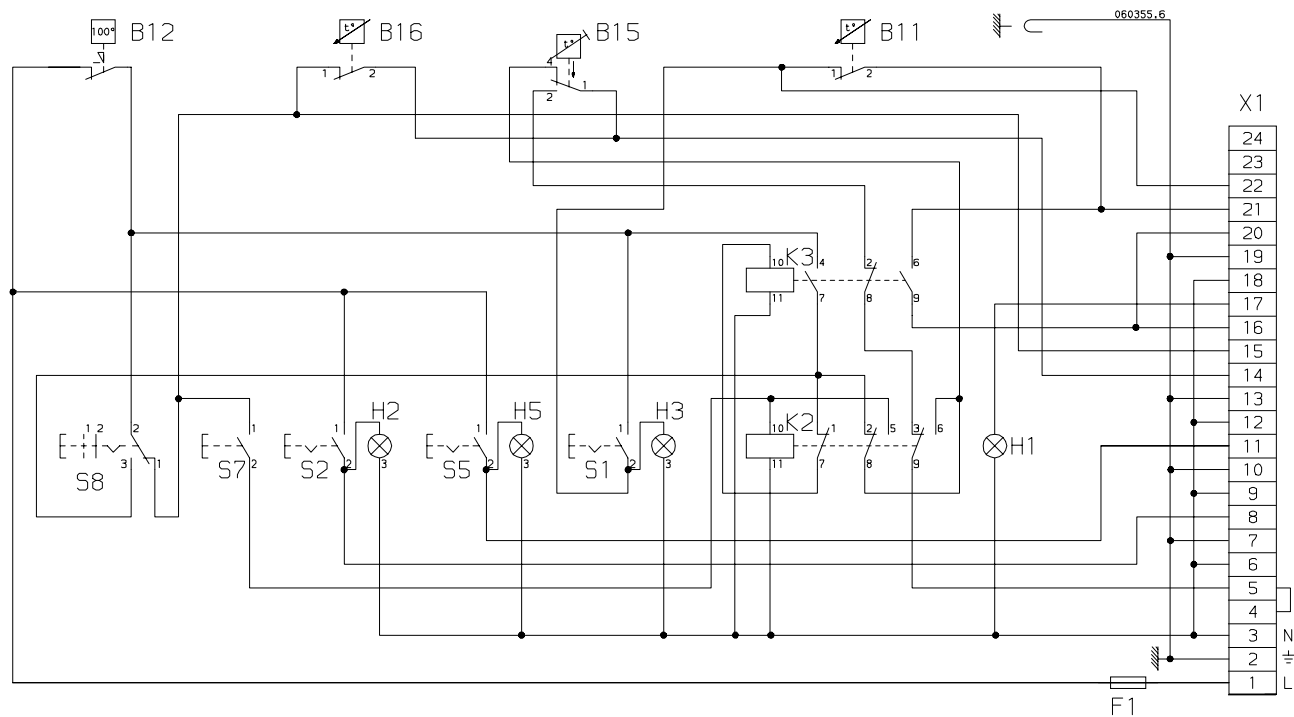 060355.6
100° B12
t° B16
t° B15
t° B11
1 2
4 1
2
1 2
X1
24
23
22
21
20
19
18
17
16
15
14
13
12
11
10
9
8
7
6
5
4
3 N
2
1 L
10 K3 4 2 6
11 7 8 9
H2 H5 H3
10 K2 1 2 5 3 6
11 7 8 9
1 2 2
3 1
S8
1
2
S7
1
2
S2
3
1
2
S5
3
1
2
S1
3
H1
F1